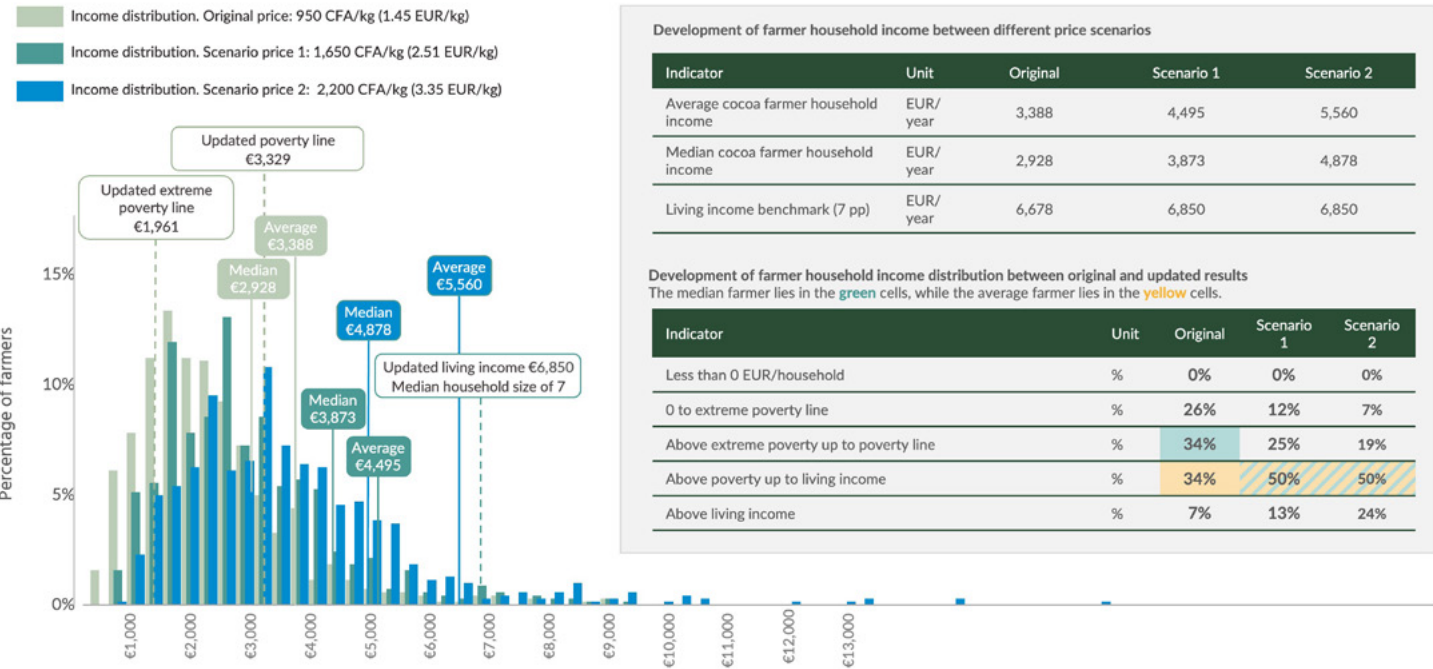 Income distribution. Original price: 950 CFA/kg (1.45 EUR/kg)
Income distribution. Scenario price 1: 1,650 CFA/kg (2.51 EUR/kg)
Income distribution. Scenario price 2: 2,200 CFA/kg (3.35 EUR/kg)
Updated poverty line
€3,329
Updated extreme
poverty line
€1,961
Average
€3,388
Median
€2,928
Average
€5,560
Median
€4,878
Updated living income €6,850
Median household size of 7
Median
€3,873
Average
€4,495
Percentage of farmers
15%
10%
5%
0%
€1,000
€2,000
€3,000
€4,000
€5,000
€6,000
€7,000
€8,000
€9,000
€10,000
€11,000
€12,000
€13,000
Development of farmer household income between different price scenarios
Indicator Unit Original Scenario 1 Scenario 2
Average cocoa farmer household
income
EUR/
year
3,388 4,495 5,560
Median cocoa farmer household
income
EUR/
year
2,928 3,873 4,878
Living income benchmark (7 pp)
EUR/
year
6,678 6,850 6,850
Development of farmer household income distribution between original and updated results
The median farmer lies in the green cells, while the average farmer lies in the yellow cells.
Indicator Unit Original Scenario
1
Scenario
2
Less than 0 EUR/household % 0% 0% 0%
0 to extreme poverty line % 26% 12% 7%
Above extreme poverty up to poverty line % 34% 25% 19%
Above poverty up to living income % 34% 50% 50%
Above living income % 7% 13% 24%